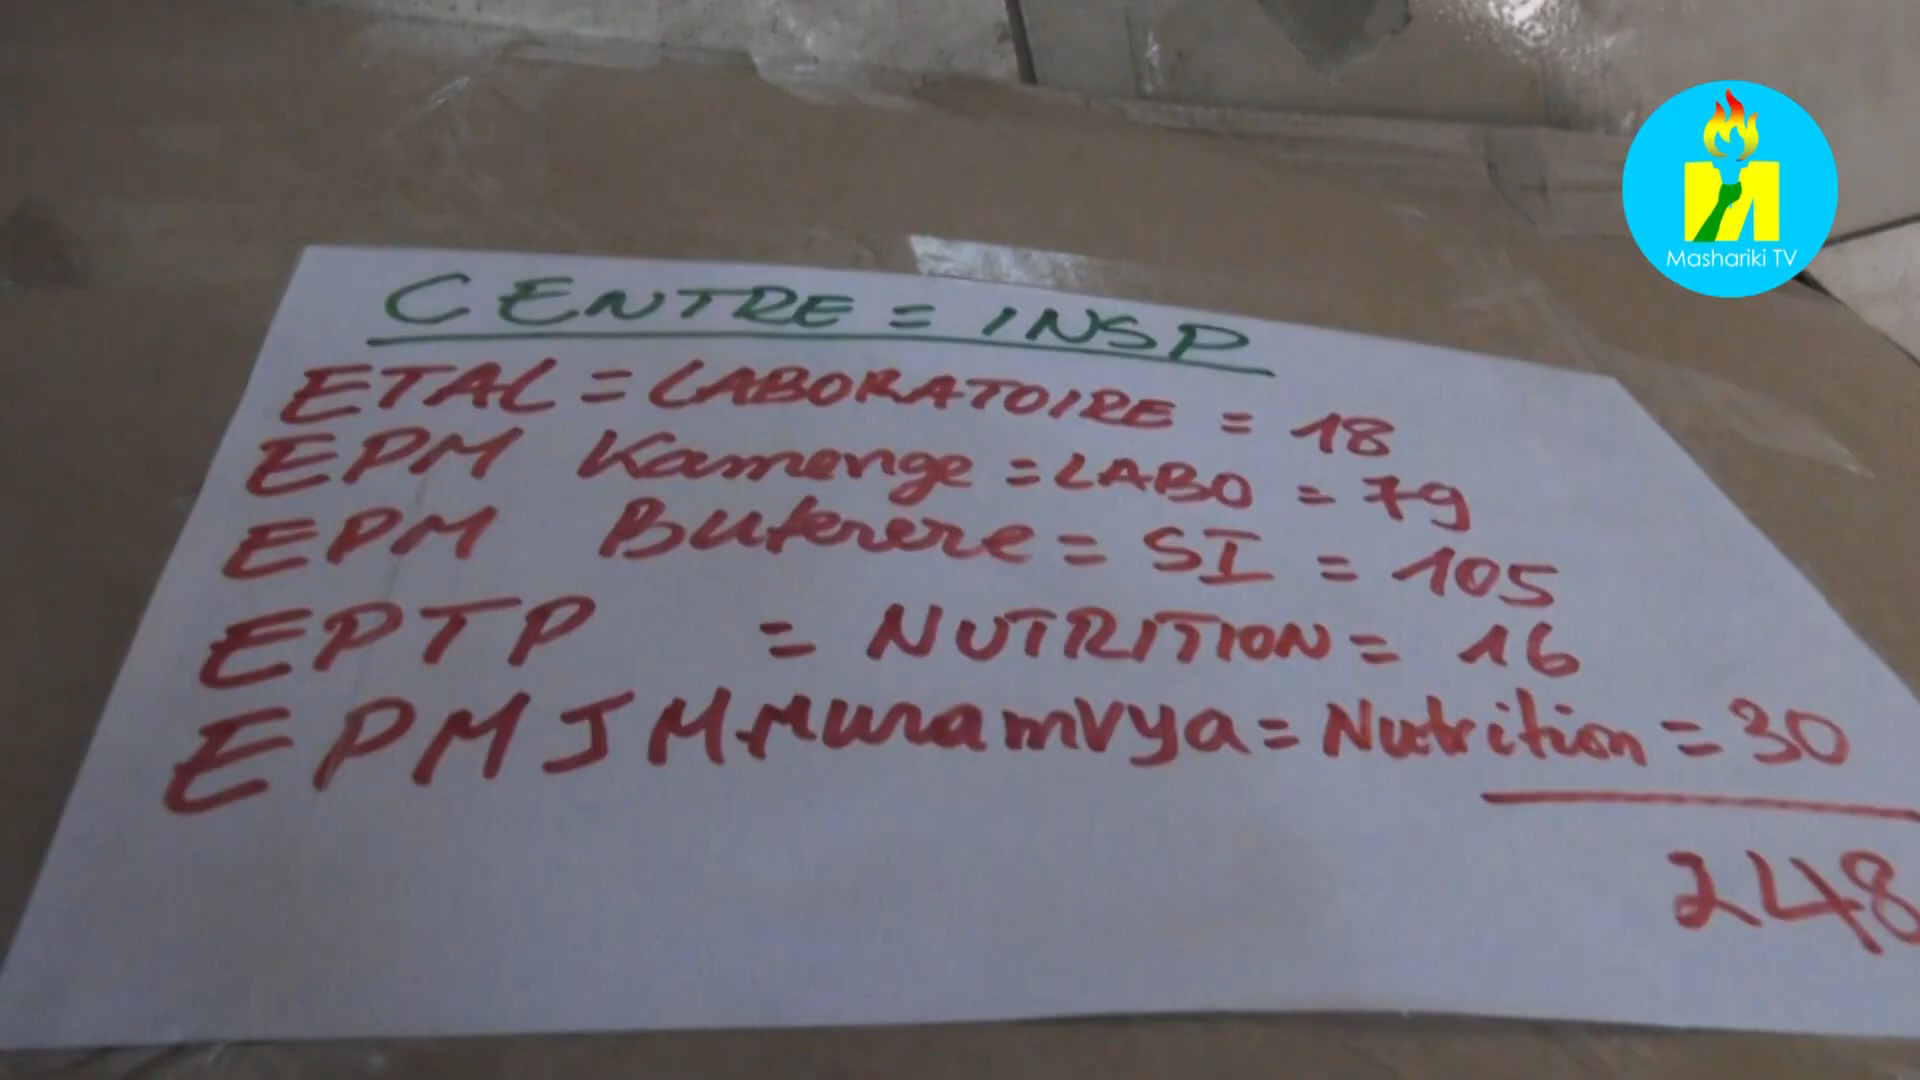 Mashariki TV
CENTRE = INSP
ETAL = LABORATOIRE = 18
EPM Kamenge = LABO = 79
EPM Buterere = SI = 105
EPTP = NUTRITION = 16
EPMJM.Muramvya = Nutrition = 30
248